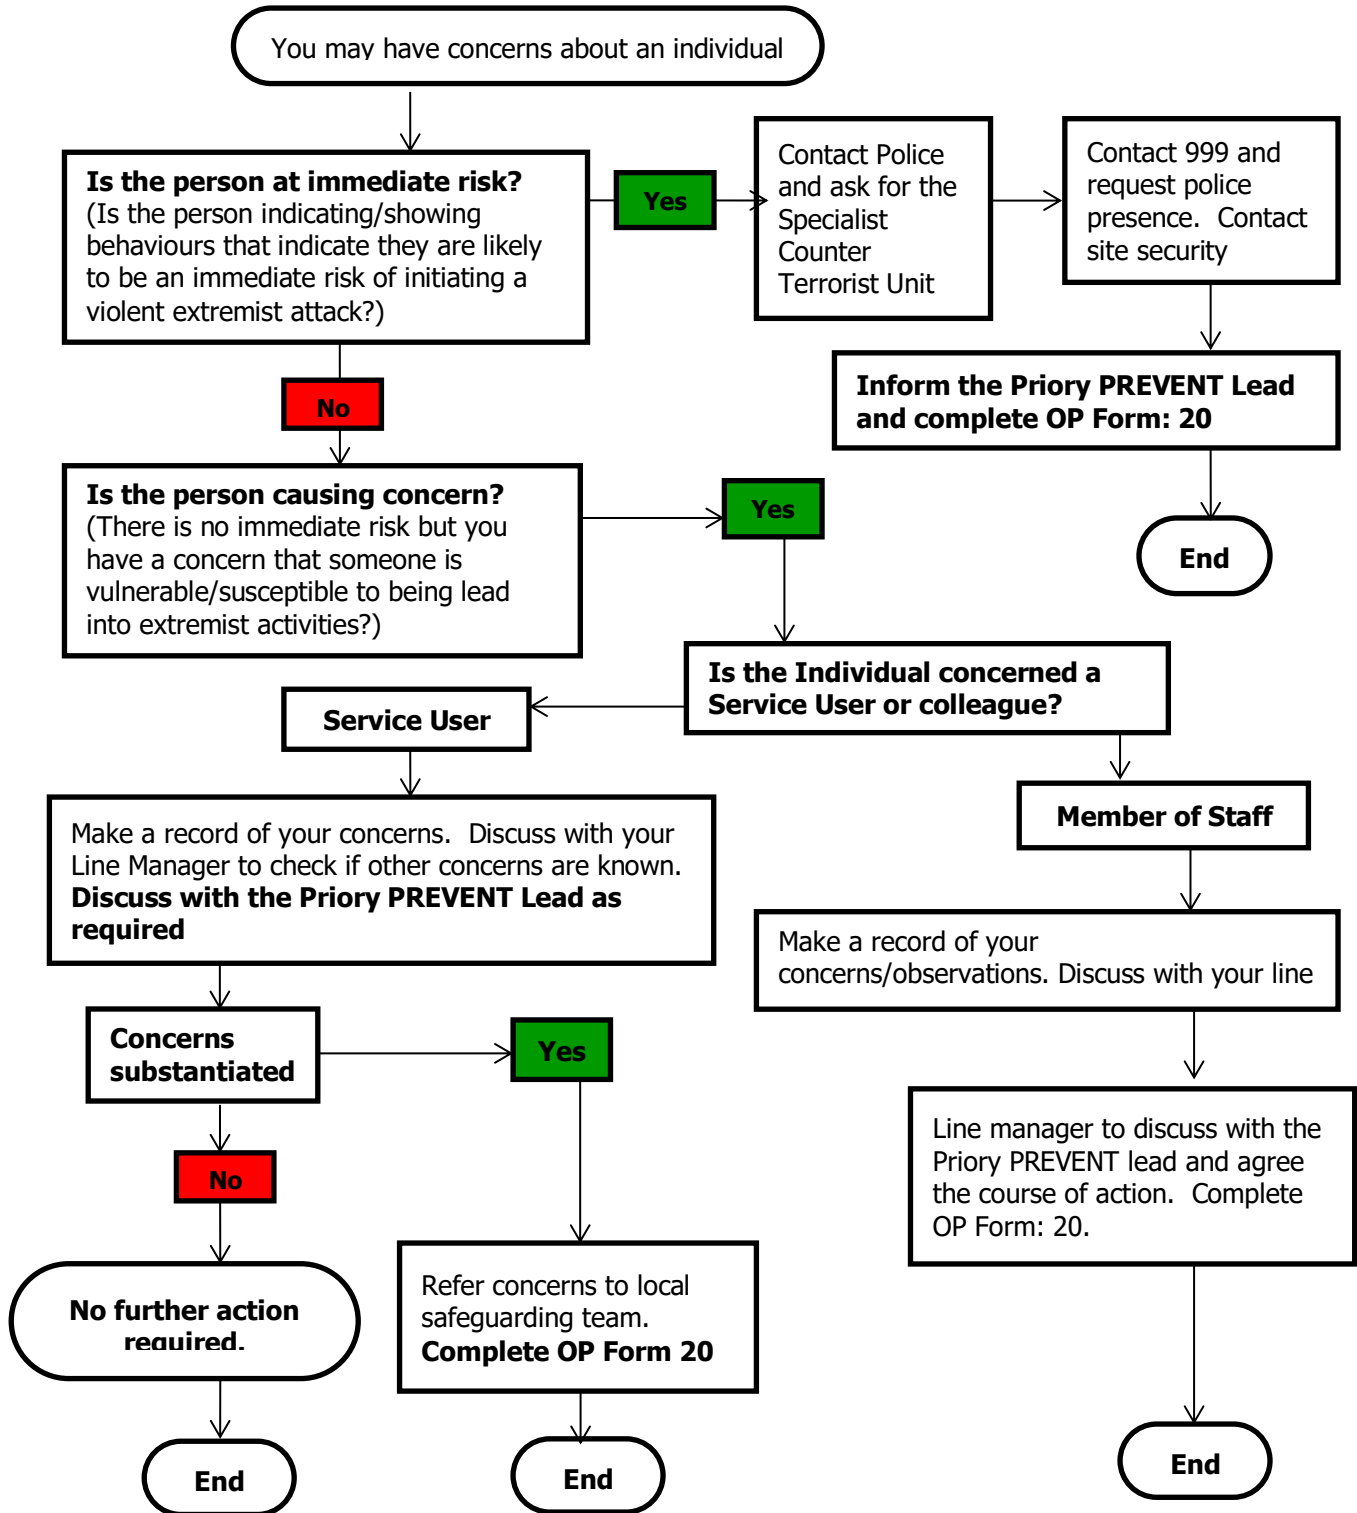 You may have concerns about an individual
Is the person at immediate risk?
(Is the person indicating/showing
behaviours that indicate they are likely
to be an immediate risk of initiating a
violent extremist attack?)
Yes
Contact Police
and ask for the
Specialist
Counter
Terrorist Unit
Contact 999 and
request police
presence. Contact
site security
Inform the Priory PREVENT Lead
and complete OP Form: 20
End
No
Is the person causing concern?
(There is no immediate risk but you
have a concern that someone is
vulnerable/susceptible to being lead
into extremist activities?)
Yes
Is the Individual concerned a
Service User or colleague?
Service User
Make a record of your concerns. Discuss with your
Line Manager to check if other concerns are known.
Discuss with the Priory PREVENT Lead as
required
Concerns
substantiated
Yes
No
No further action
required.
End
Refer concerns to local
safeguarding team.
Complete OP Form 20
End
Member of Staff
Make a record of your
concerns/observations. Discuss with your line
Line manager to discuss with the
Priory PREVENT lead and agree
the course of action. Complete
OP Form: 20.
End